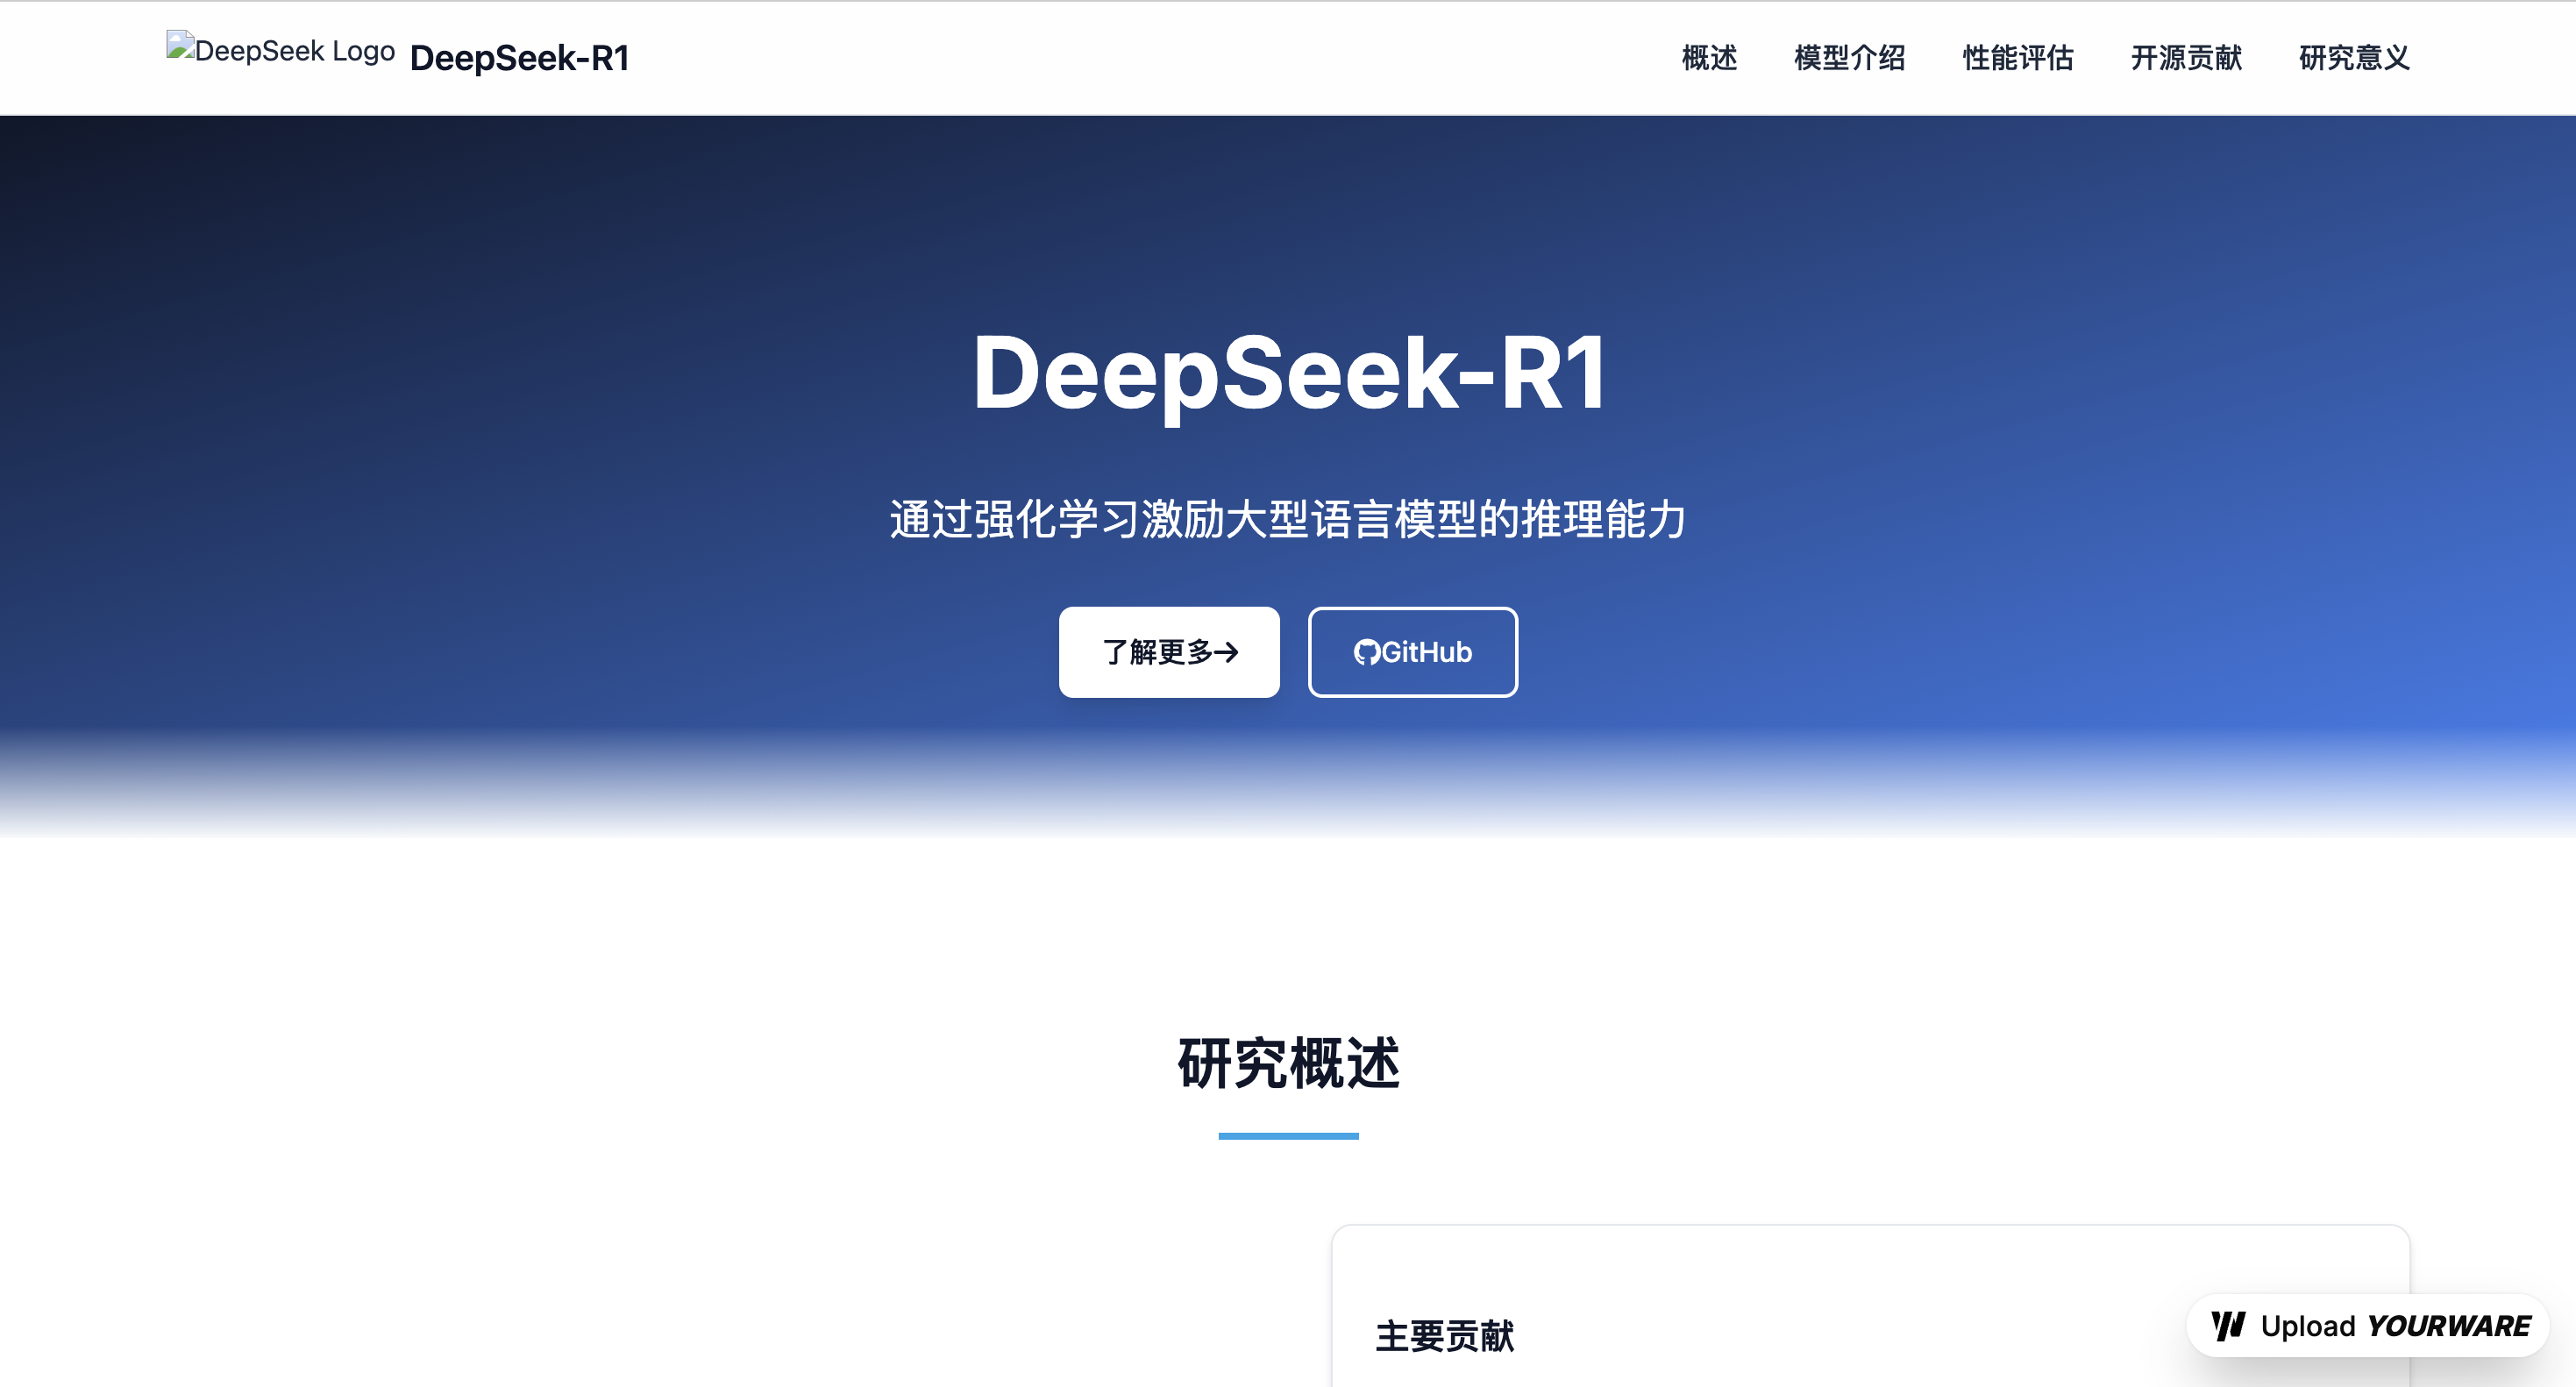 DeepSeek Logo DeepSeek-R1 概述 模型介绍 性能评估 开源贡献 研究意义
DeepSeek-R1
通过强化学习激励大型语言模型的推理能力
了解更多→ GitHub
研究概述
主要贡献
Upload YOURWARE